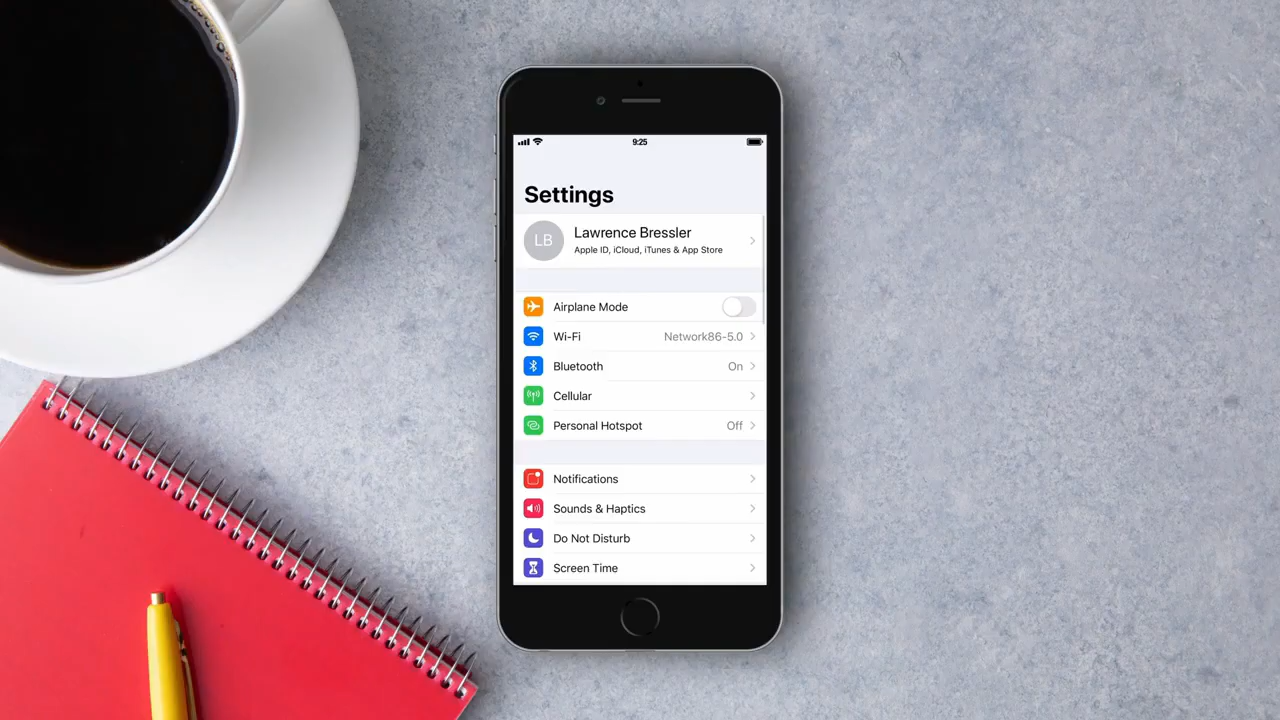 9:25
Settings
LB
Lawrence Bressler
Apple ID, iCloud, iTunes & App Store
Airplane Mode
Wi-Fi Network86-5.0
Bluetooth On
Cellular
Personal Hotspot Off
Notifications
Sounds & Haptics
Do Not Disturb
Screen Time